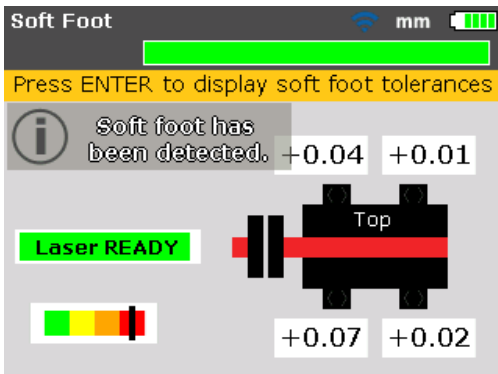 Soft Foot mm
Press ENTER to display soft foot tolerances
Soft foot has
been detected.
+0.04 +0.01
Top
Laser READY
+0.07 +0.02